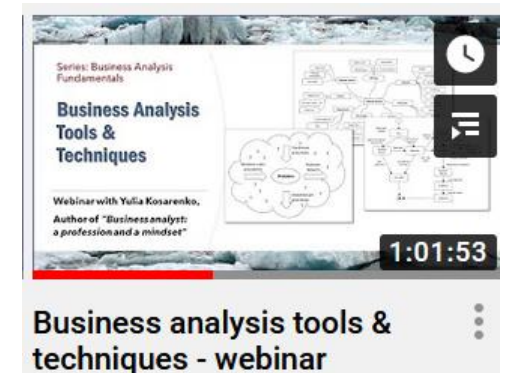 Series: Business Analysis
Fundamentals
Business Analysis
Tools &
Techniques
Webinar with Yulia Kosarenko,
Author of "Business analyst:
a profession and a mindset"
1:01:53
Business analysis tools &
techniques - webinar